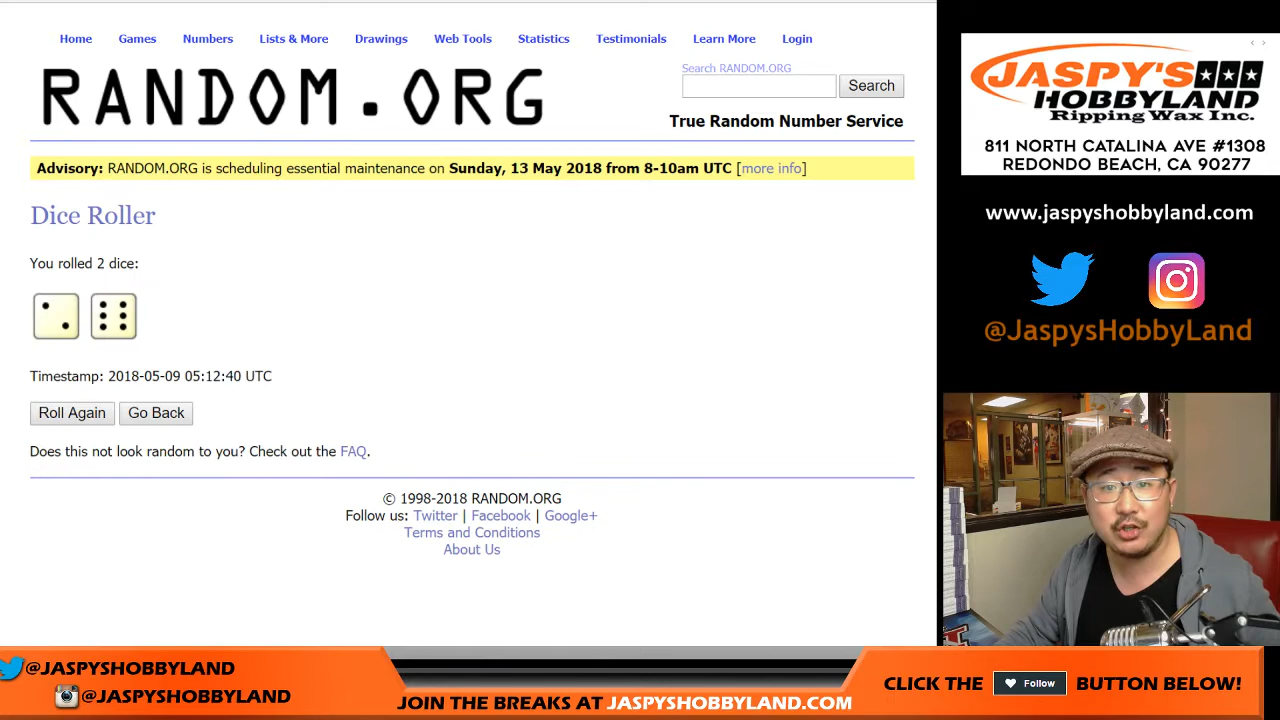 Home Games Numbers Lists & More Drawings Web Tools Statistics Testimonials Learn More Login
RANDOM.ORG
Search RANDOM.ORG
Search
True Random Number Service
Advisory: RANDOM.ORG is scheduling essential maintenance on Sunday, 13 May 2018 from 8-10am UTC [more info]
Dice Roller
You rolled 2 dice:
Timestamp: 2018-05-09 05:12:40 UTC
Roll Again Go Back
Does this not look random to you? Check out the FAQ.
© 1998-2018 RANDOM.ORG
Follow us: Twitter | Facebook | Google+
Terms and Conditions
About Us
JASPY'S
HOBBYLAND
Ripping Wax Inc.
811 NORTH CATALINA AVE #1308
REDONDO BEACH, CA 90277
www.jaspyshobbyland.com
@JaspysHobbyLand
@JASPYSHOBBYLAND
@JASPYSHOBBYLAND
JOIN THE BREAKS AT JASPYSHOBBYLAND.COM
CLICK THE Follow BUTTON BELOW!